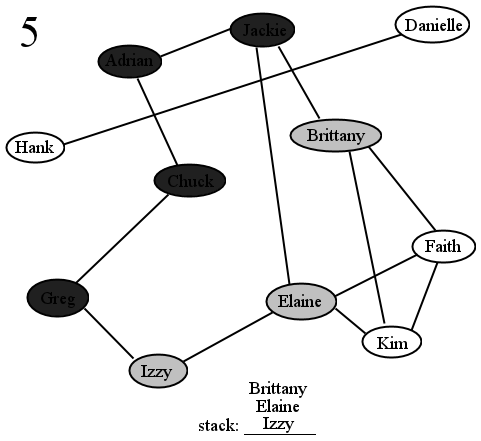 5
Danielle
Jackie
Adrian
Brittany
Hank
Chuck
Faith
Greg
Elaine
Kim
Izzy
Brittany
Elaine
stack: Izzy